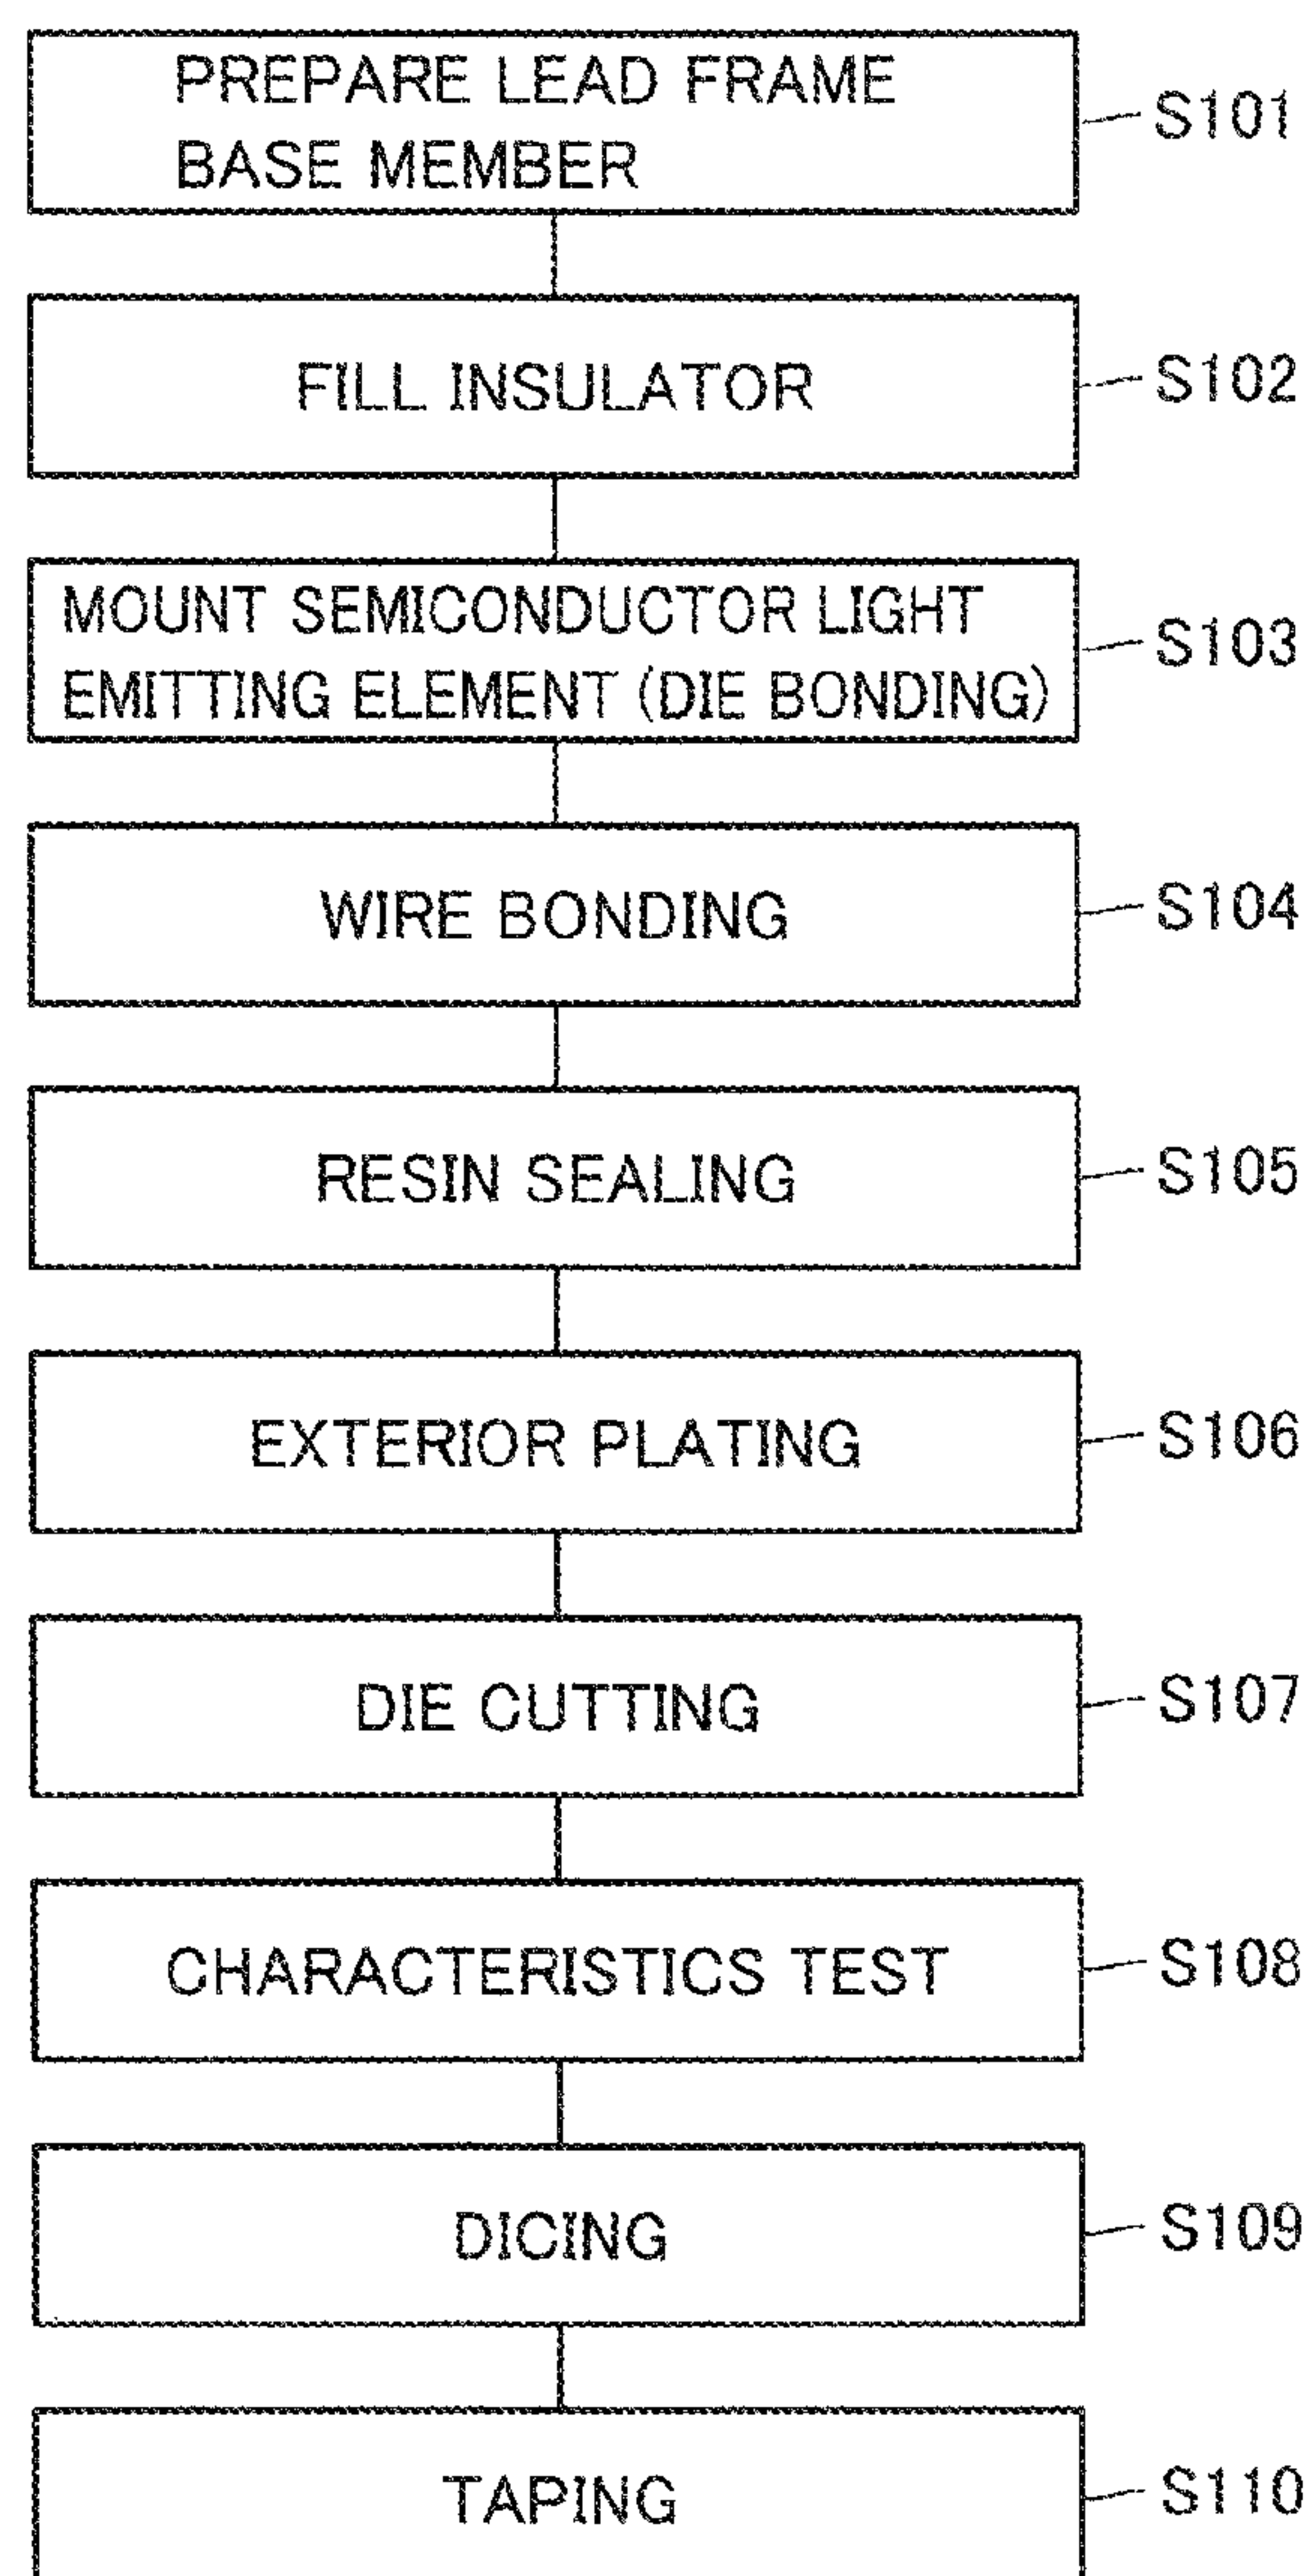 PREPARE LEAD FRAME
BASE MEMBER
S101
FILL INSULATOR
S102
MOUNT SEMICONDUCTOR LIGHT
EMITTING ELEMENT (DIE BONDING)
S103
WIRE BONDING
S104
RESIN SEALING
S105
EXTERIOR PLATING
S106
DIE CUTTING
S107
CHARACTERISTICS TEST
S108
DICING
S109
TAPING
S110